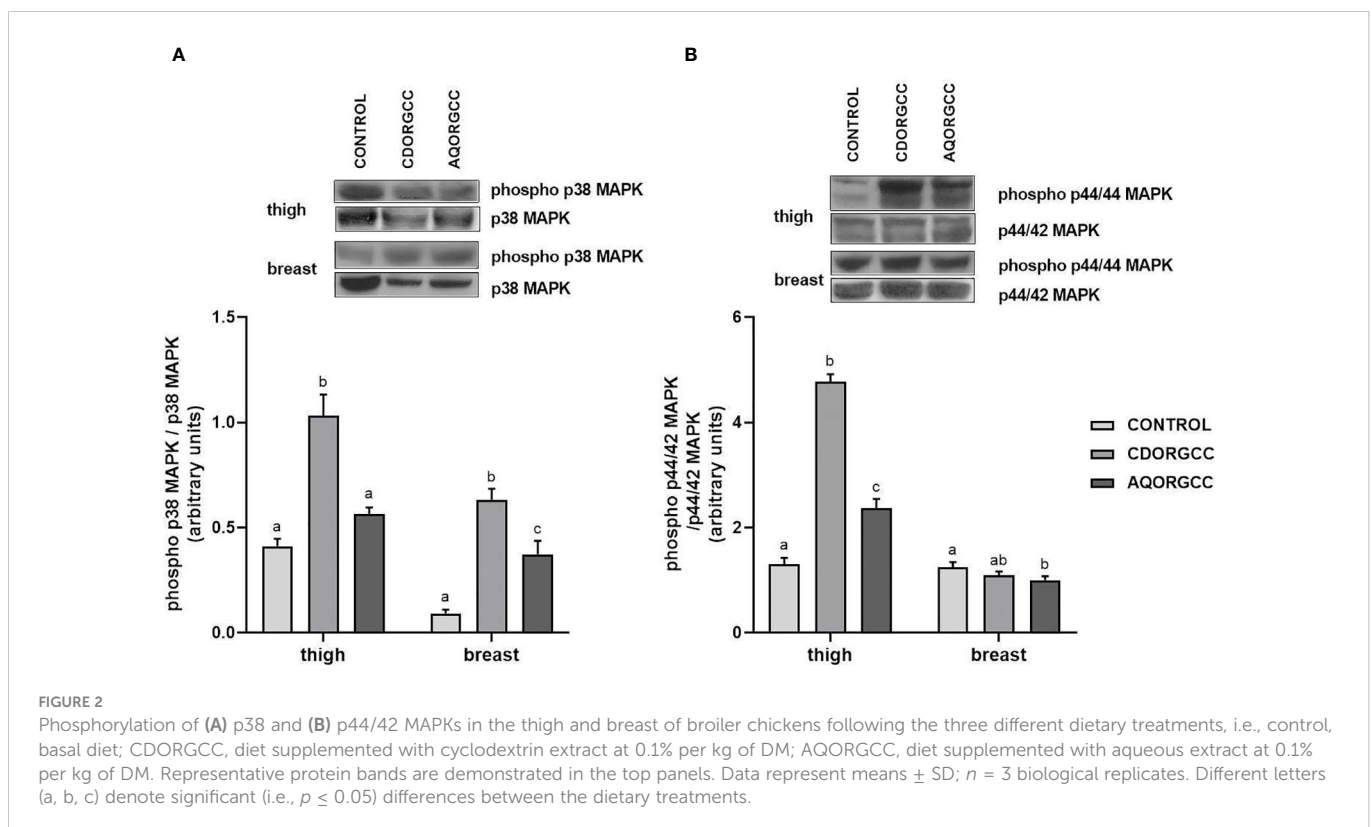 A
CONTROL
CDORGCC
AQORGCC
thigh
phospho p38 MAPK
p38 MAPK
breast
phospho p38 MAPK
p38 MAPK
phospho p38 MAPK / p38 MAPK
(arbitrary units)
1.5
1.0
0.5
0.0
a
b
a
a
b
c
thigh
breast
B
CONTROL
CDORGCC
AQORGCC
thigh
phospho p44/44 MAPK
p44/42 MAPK
breast
phospho p44/44 MAPK
p44/42 MAPK
phospho p44/42 MAPK
/p44/42 MAPK
(arbitrary units)
6
4
2
0
a
b
c
a
ab
b
thigh
breast
CONTROL
CDORGCC
AQORGCC
FIGURE 2
Phosphorylation of (A) p38 and (B) p44/42 MAPKs in the thigh and breast of broiler chickens following the three different dietary treatments, i.e., control,
basal diet; CDORGCC, diet supplemented with cyclodextrin extract at 0.1% per kg of DM; AQORGCC, diet supplemented with aqueous extract at 0.1%
per kg of DM. Representative protein bands are demonstrated in the top panels. Data represent means ± SD; n = 3 biological replicates. Different letters
(a, b, c) denote significant (i.e., p ≤ 0.05) differences between the dietary treatments.